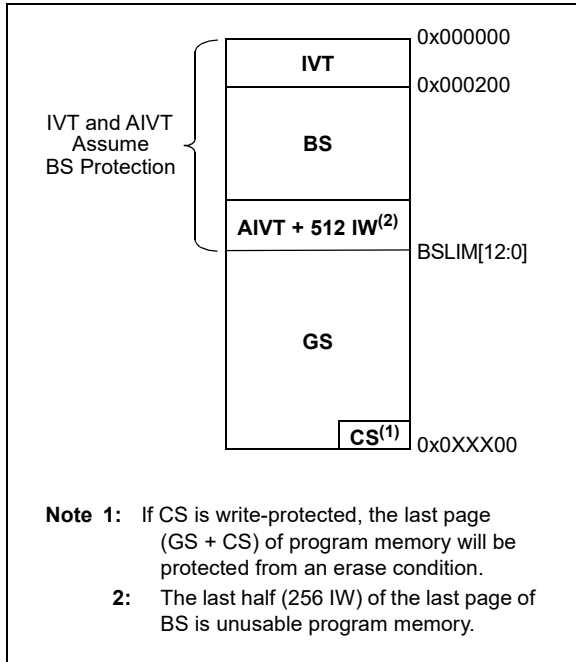 0x000000
IVT
0x000200
IVT and AIVT
Assume
BS Protection
BS
AIVT + 512 IW(2)
BSLIM[12:0]
GS
CS(1)
0x0XXX00
Note 1: If CS is write-protected, the last page
(GS + CS) of program memory will be
protected from an erase condition.
2: The last half (256 IW) of the last page of
BS is unusable program memory.